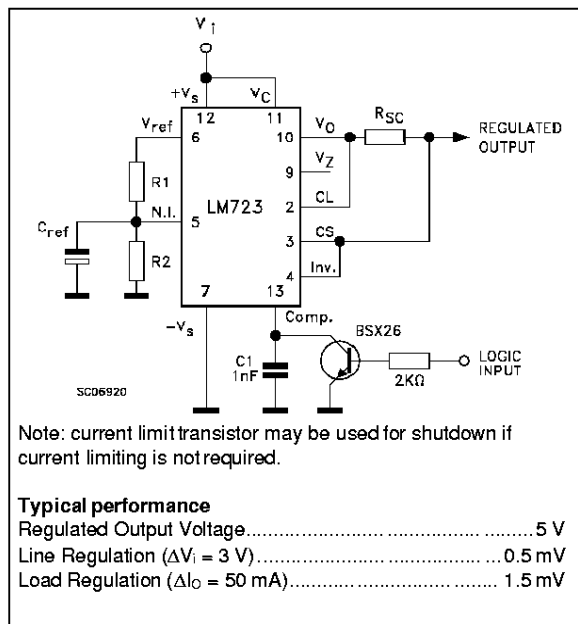 Vi
+Vs
VC
12
11
Vref
6
10
VO
RSC
REGULATED
OUTPUT
9
VZ
R1
LM723
2
CL
N.I.
5
Cref
3
CS
R2
4
Inv.
7
13
Comp.
-Vs
BSX26
C1
1nF
2KΩ
LOGIC
INPUT
SC06920
Note: current limit transistor may be used for shutdown if
current limiting is not required.
Typical performance
Regulated Output Voltage.................................................. 5 V
Line Regulation (ΔVi = 3 V)............................................. 0.5 mV
Load Regulation (ΔIO = 50 mA)........................................ 1.5 mV